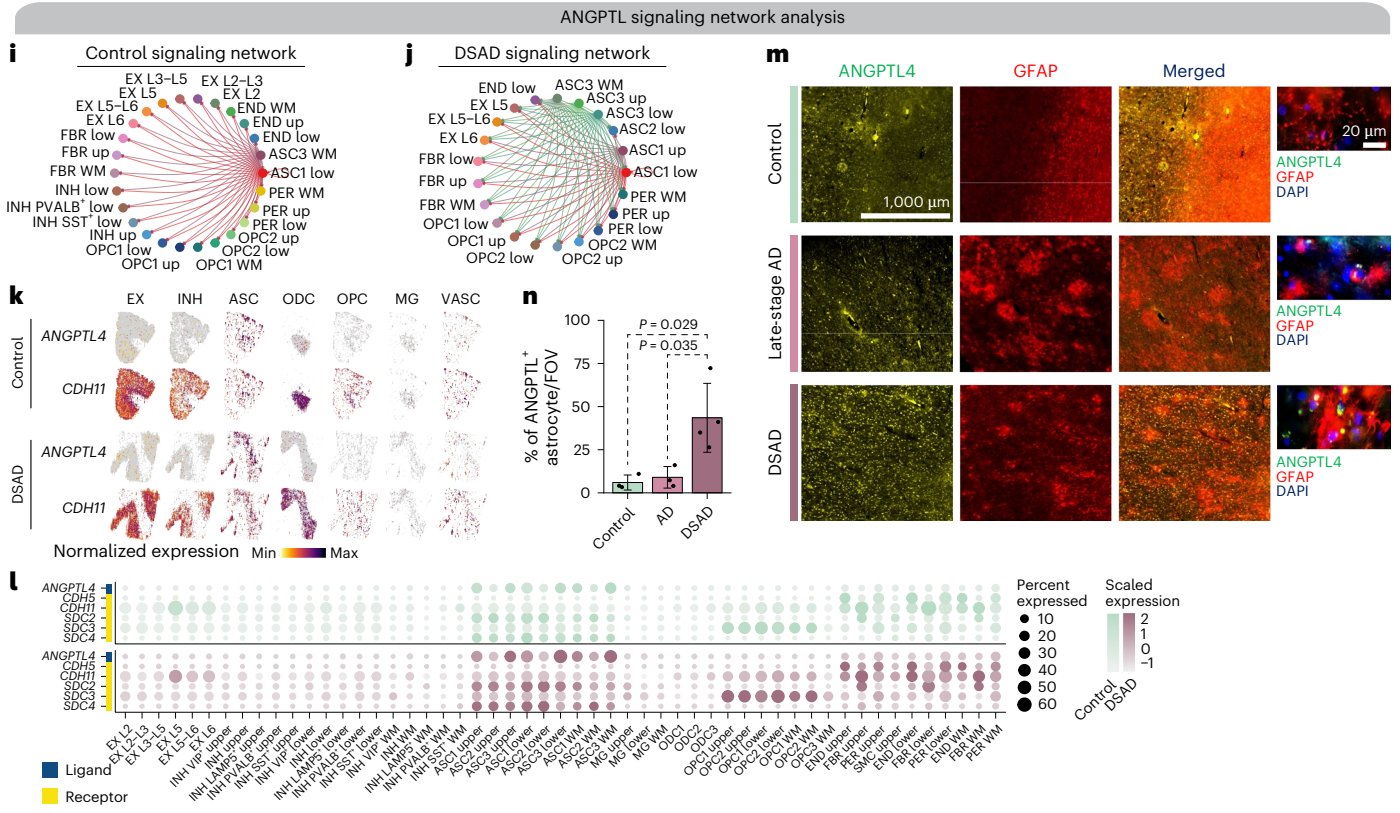 ANGPTL signaling network analysis
i
Control signaling network
EX L3–L5
EX L2–L3
EX L5
EX L2
EX L5–L6
END WM
EX L6
END up
FBR low
END low
FBR up
ASC3 WM
FBR WM
ASC1 low
INH low
PER WM
INH PVALB+ low
PER up
INH SST+ low
PER low
INH up
OPC2 up
OPC1 low
OPC2 low
OPC1 up
OPC1 WM
j
DSAD signaling network
END low
ASC3 WM
EX L5
ASC3 up
EX L5–L6
ASC3 low
EX L6
ASC2 low
FBR low
ASC1 up
FBR up
ASC1 low
FBR WM
PER WM
OPC1 low
PER up
OPC1 up
PER low
OPC2 low
OPC2 WM
OPC2 up
m
ANGPTL4
GFAP
Merged
Control
1,000 µm
20 µm
ANGPTL4
GFAP
DAPI
Late-stage AD
ANGPTL4
GFAP
DAPI
DSAD
ANGPTL4
GFAP
DAPI
k
EX INH ASC ODC OPC MG VASC
Control
ANGPTL4
CDH11
DSAD
ANGPTL4
CDH11
Normalized expression Min Max
n
% of ANGPTL+
astrocyte/FOV
100
75
50
25
0
P = 0.029
P = 0.035
Control
AD
DSAD
l
ANGPTL4
CDH5
CDH11
SDC2
SDC3
SDC4
ANGPTL4
CDH5
CDH11
SDC2
SDC3
SDC4
EX L2
EX L2–L3
EX L3–L5
EX L5
EX L5–L6
EX L6
INH VIP+ upper
INH upper
INH LAMP5+ upper
INH PVALB+ upper
INH SST+ upper
INH VIP+ lower
INH lower
INH LAMP5+ lower
INH PVALB+ lower
INH SST+ lower
INH VIP+ WM
INH WM
INH LAMP5+ WM
INH PVALB+ WM
INH SST+ WM
ASC1 upper
ASC2 upper
ASC3 upper
ASC1 lower
ASC2 lower
ASC3 lower
ASC1 WM
ASC2 WM
ASC3 WM
MG upper
MG lower
MG WM
ODC1
ODC2
ODC3
OPC1 upper
OPC2 upper
OPC1 lower
OPC2 lower
OPC1 WM
OPC2 WM
OPC3 WM
END upper
FBR upper
PER upper
SMC upper
END lower
FBR lower
PER lower
END WM
FBR WM
PER WM
Percent
expressed
10
20
30
40
50
60
Scaled
expression
2
1
0
–1
Control
DSAD
Ligand
Receptor